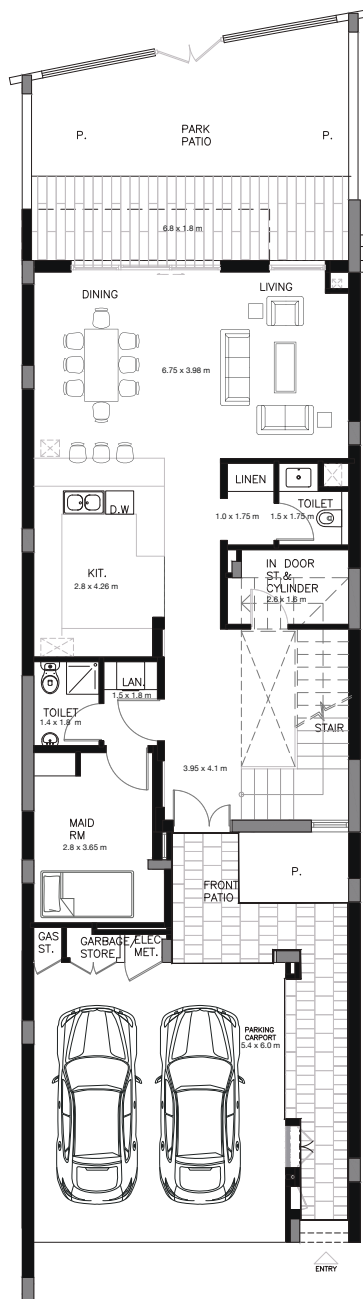 P.
PARK
PATIO
P.
6.8 x 1.8 m
DINING
LIVING
6.75 x 3.98 m
LINEN
D.W
TOILET
1.0 x 1.75 m
1.5 x 1.75 m
KIT.
2.8 x 4.26 m
IN DOOR
ST.&
CYLINDER
2.6 x 1.6 m
LAN.
1.5 x 1.8 m
TOILET
1.4 x 1.8 m
STAIR
3.95 x 4.1 m
MAID
RM
2.8 x 3.65 m
FRONT
PATIO
P.
GAS
ST.
GARBAGE
STORE
ELEC
MET.
PARKING
CARPORT
5.4 x 6.0 m
ENTRY